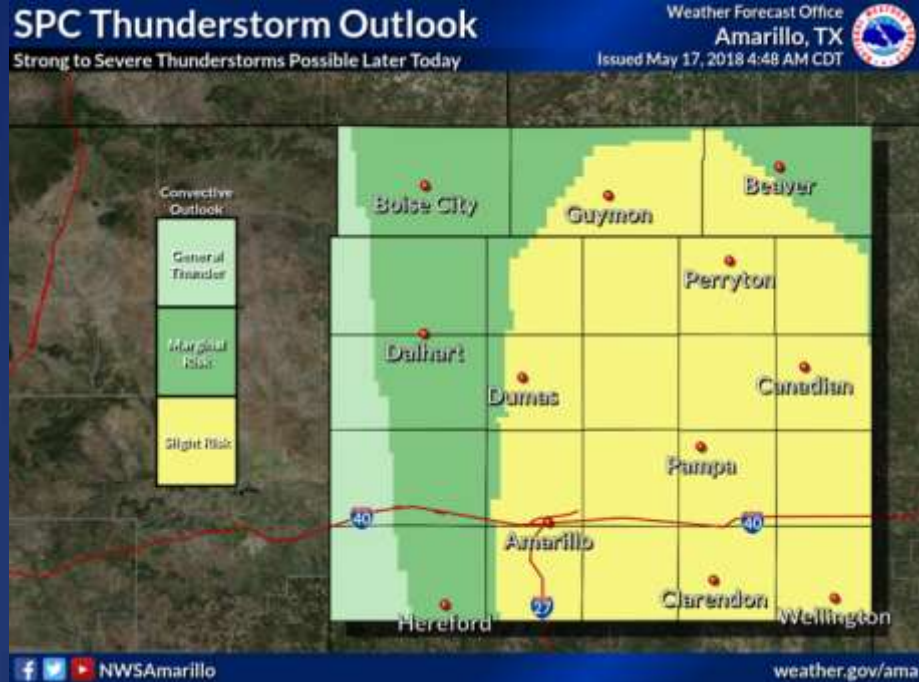 SPC Thunderstorm Outlook
Strong to Severe Thunderstorms Possible Later Today
Weather Forecast Office
Amarillo, TX
Issued May 17, 2018 4:48 AM CDT
Convective
Outlook
General
Thunder
Marginal
Risk
Slight Risk
Boise City
Guymon
Beaver
Perryton
Dalhart
Dumas
Canadian
Pampa
40
40
Amarillo
27
Clarendon
Wellington
Hereford
NWSAmarillo
weather.gov/ama